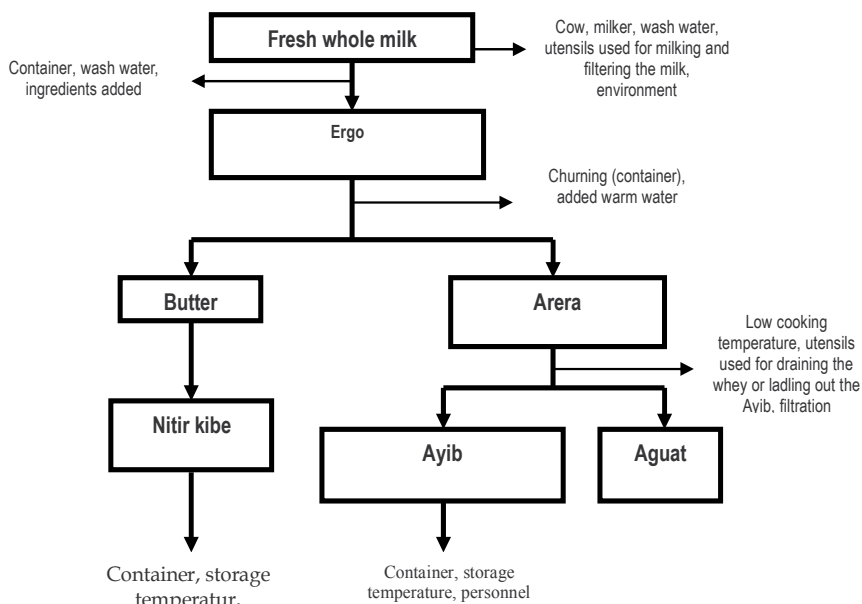 Fresh whole milk
Cow, milker, wash water,
utensils used for milking and
filtering the milk,
environment
Container, wash water,
ingredients added
Ergo
Churning (container),
added warm water
Butter
Arera
Low cooking
temperature, utensils
used for draining the
whey or ladling out the
Ayib, filtration
Nitir kibe
Ayib
Aguat
Container, storage
temperatur,
Container, storage
temperature, personnel